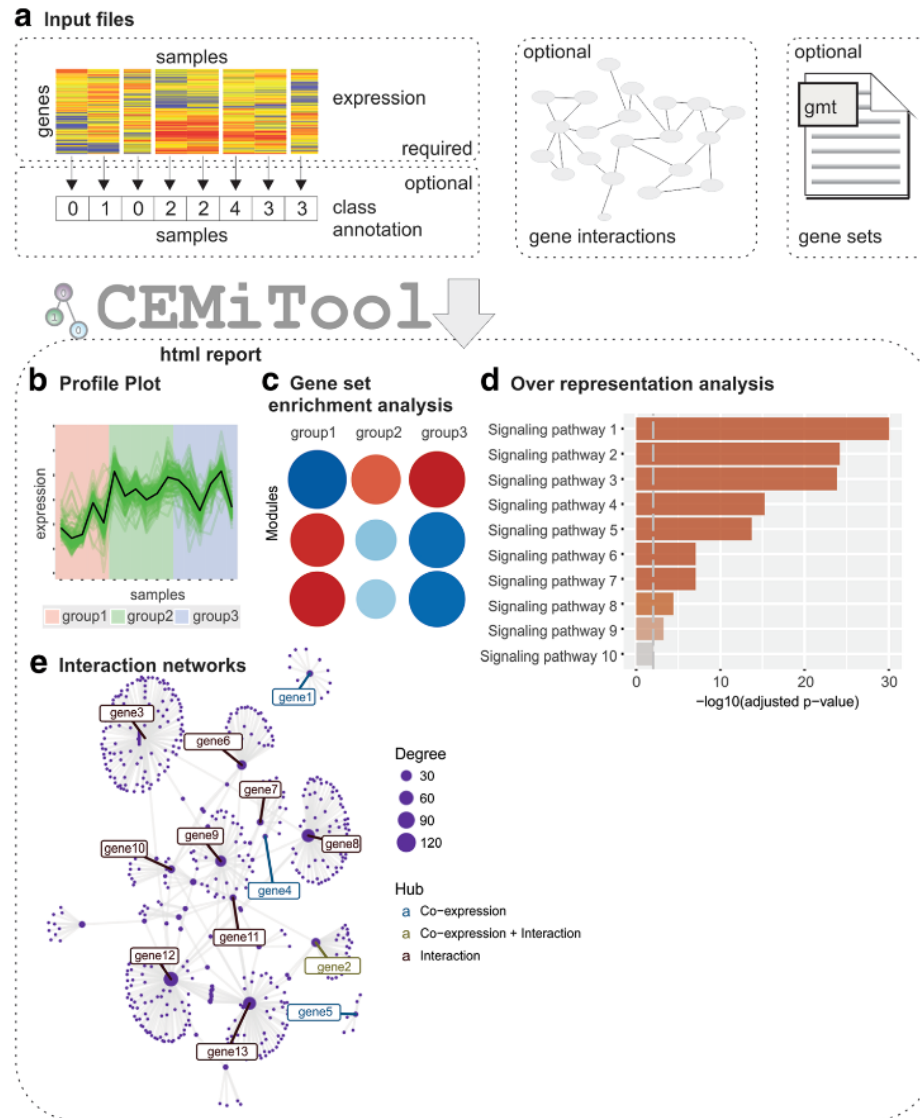 a Input files
samples
genes
expression
required
optional
0 1 0 2 2 4 3 3
class
annotation
samples
optional
gene interactions
optional
gmt
gene sets
1 0
CEMiTool
html report
b Profile Plot
expression
samples
group1 group2 group3
c Gene set
enrichment analysis
group1 group2 group3
Modules
d Over representation analysis
Signaling pathway 1
Signaling pathway 2
Signaling pathway 3
Signaling pathway 4
Signaling pathway 5
Signaling pathway 6
Signaling pathway 7
Signaling pathway 8
Signaling pathway 9
Signaling pathway 10
0 10 20 30
−log10(adjusted p−value)
e Interaction networks
gene1
gene3
gene6
gene7
gene9
gene8
gene10
gene4
gene11
gene12
gene2
gene5
gene13
Degree
30
60
90
120
Hub
a Co−expression
a Co−expression + Interaction
a Interaction